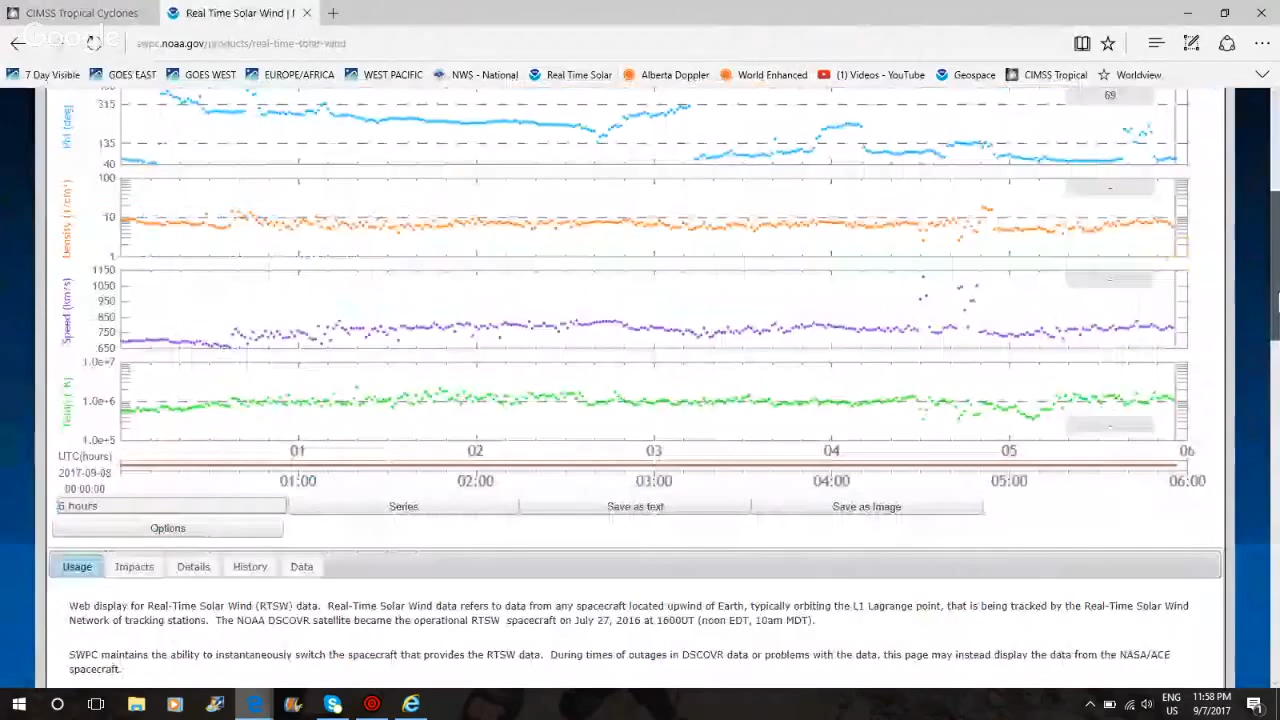 CIMSS Tropical Cyclones
Real Time Solar Wind |
Google
swpc.noaa.gov/products/real-time-solar-wind
7 Day Visible GOES EAST GOES WEST EUROPE/AFRICA WEST PACIFIC NWS - National Real Time Solar Alberta Doppler World Enhanced (1) Videos - YouTube Geospace CIMSS Tropical Worldview
69
315
135
40
Phi (deg)
100
10
1
Density (1/cm³)
1150
1050
950
850
750
650
Speed (km/s)
1.0e+7
1.0e+6
1.0e+5
UTC(hours) 01 02 03 04 05 06
2017-09-08
00:00:00 01:00 02:00 03:00 04:00 05:00 06:00
6 hours Series Save as text Save as Image
Options
Usage Impacts Details History Data
Web display for Real-Time Solar Wind (RTSW) data. Real-Time Solar Wind data refers to data from any spacecraft located upwind of Earth, typically orbiting the L1 Lagrange point, that is being tracked by the Real-Time Solar Wind
Network of tracking stations. The NOAA DSCOVR satellite became the operational RTSW spacecraft on July 27, 2016 at 1600UT (noon EDT, 10am MDT).
SWPC maintains the ability to instantaneously switch the spacecraft that provides the RTSW data. During times of outages in DSCOVR data or problems with the data, this page may instead display the data from the NASA/ACE
spacecraft.
ENG 11:58 PM
US 9/7/2017